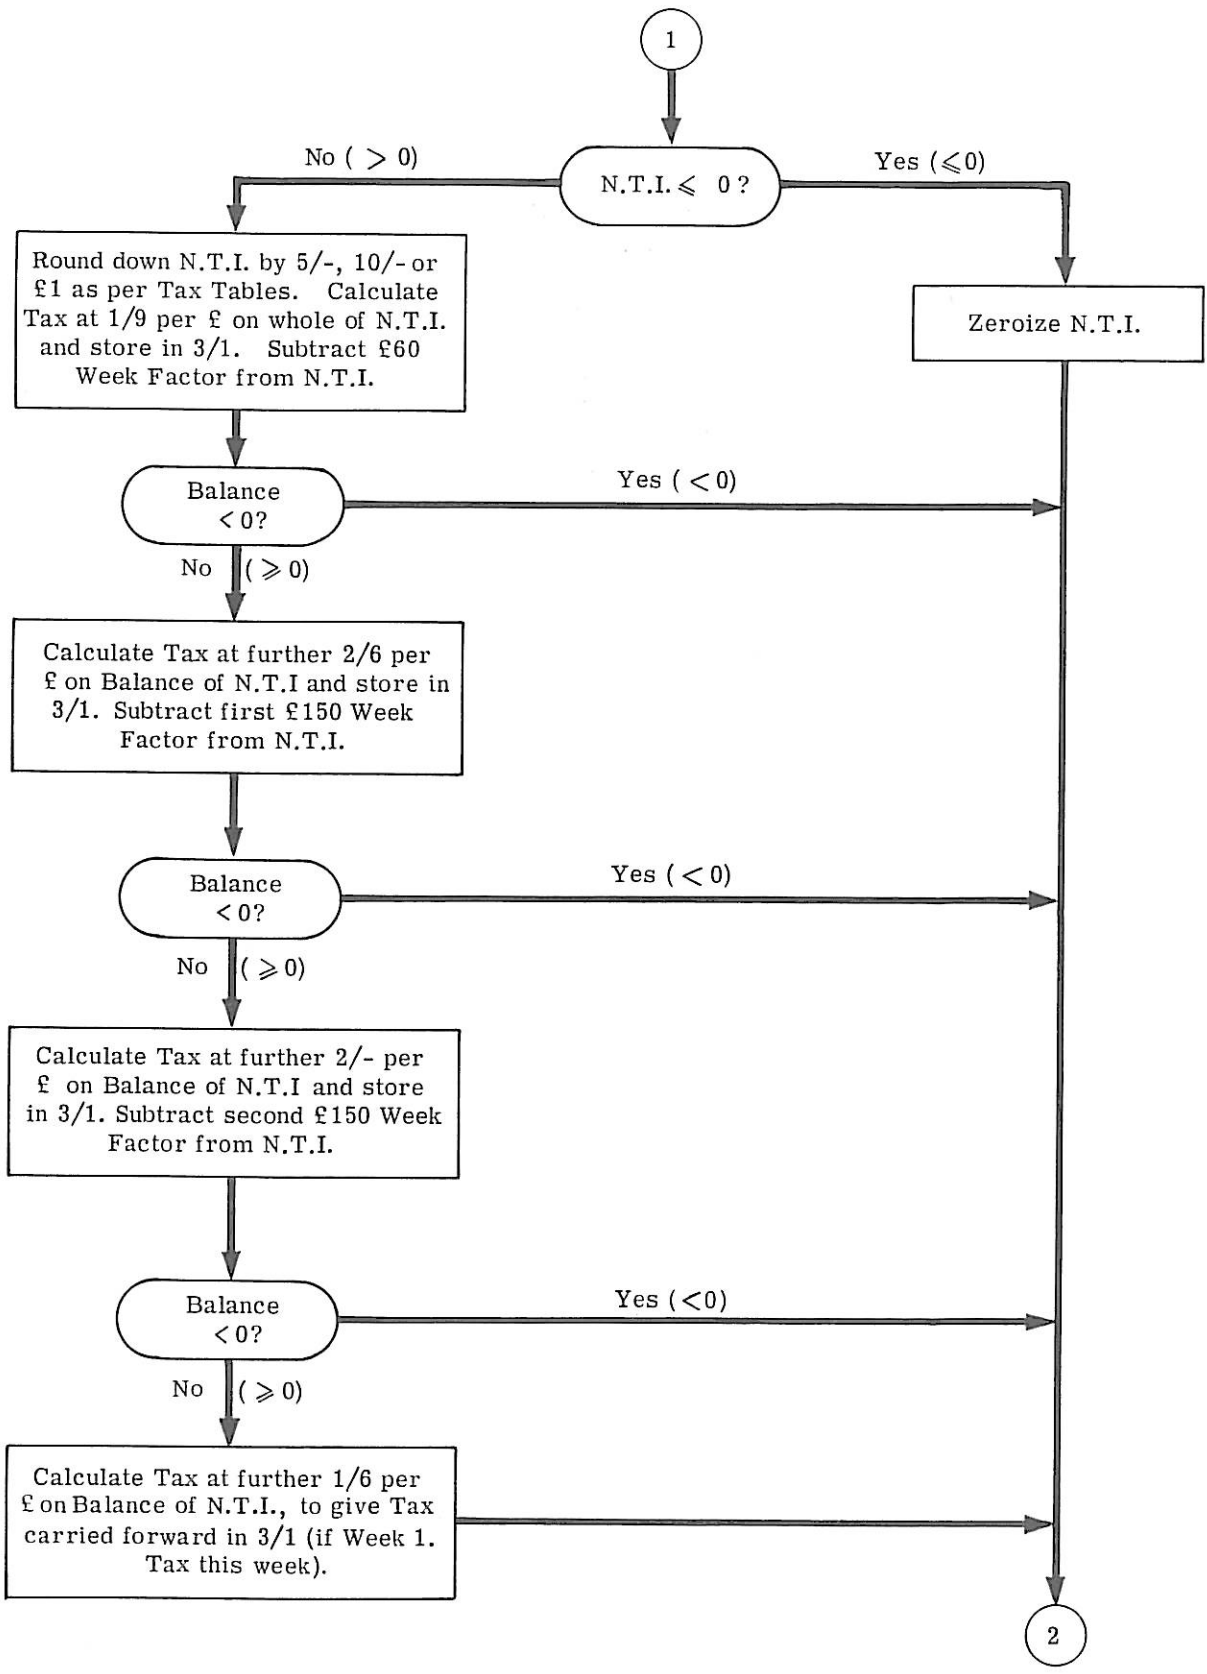 1
No ( > 0)
N.T.I. ⩽ 0 ?
Yes (⩽0)
Round down N.T.I. by 5/-, 10/- or
£1 as per Tax Tables. Calculate
Tax at 1/9 per £ on whole of N.T.I.
and store in 3/1. Subtract £60
Week Factor from N.T.I.
Zeroize N.T.I.
Balance
< 0?
Yes ( < 0)
No ( ⩾ 0)
Calculate Tax at further 2/6 per
£ on Balance of N.T.I and store in
3/1. Subtract first £150 Week
Factor from N.T.I.
Balance
< 0?
Yes ( < 0)
No ( ⩾ 0)
Calculate Tax at further 2/- per
£ on Balance of N.T.I and store
in 3/1. Subtract second £150 Week
Factor from N.T.I.
Balance
< 0?
Yes ( <0)
No ( ⩾ 0)
Calculate Tax at further 1/6 per
£ on Balance of N.T.I., to give Tax
carried forward in 3/1 (if Week 1.
Tax this week).
2